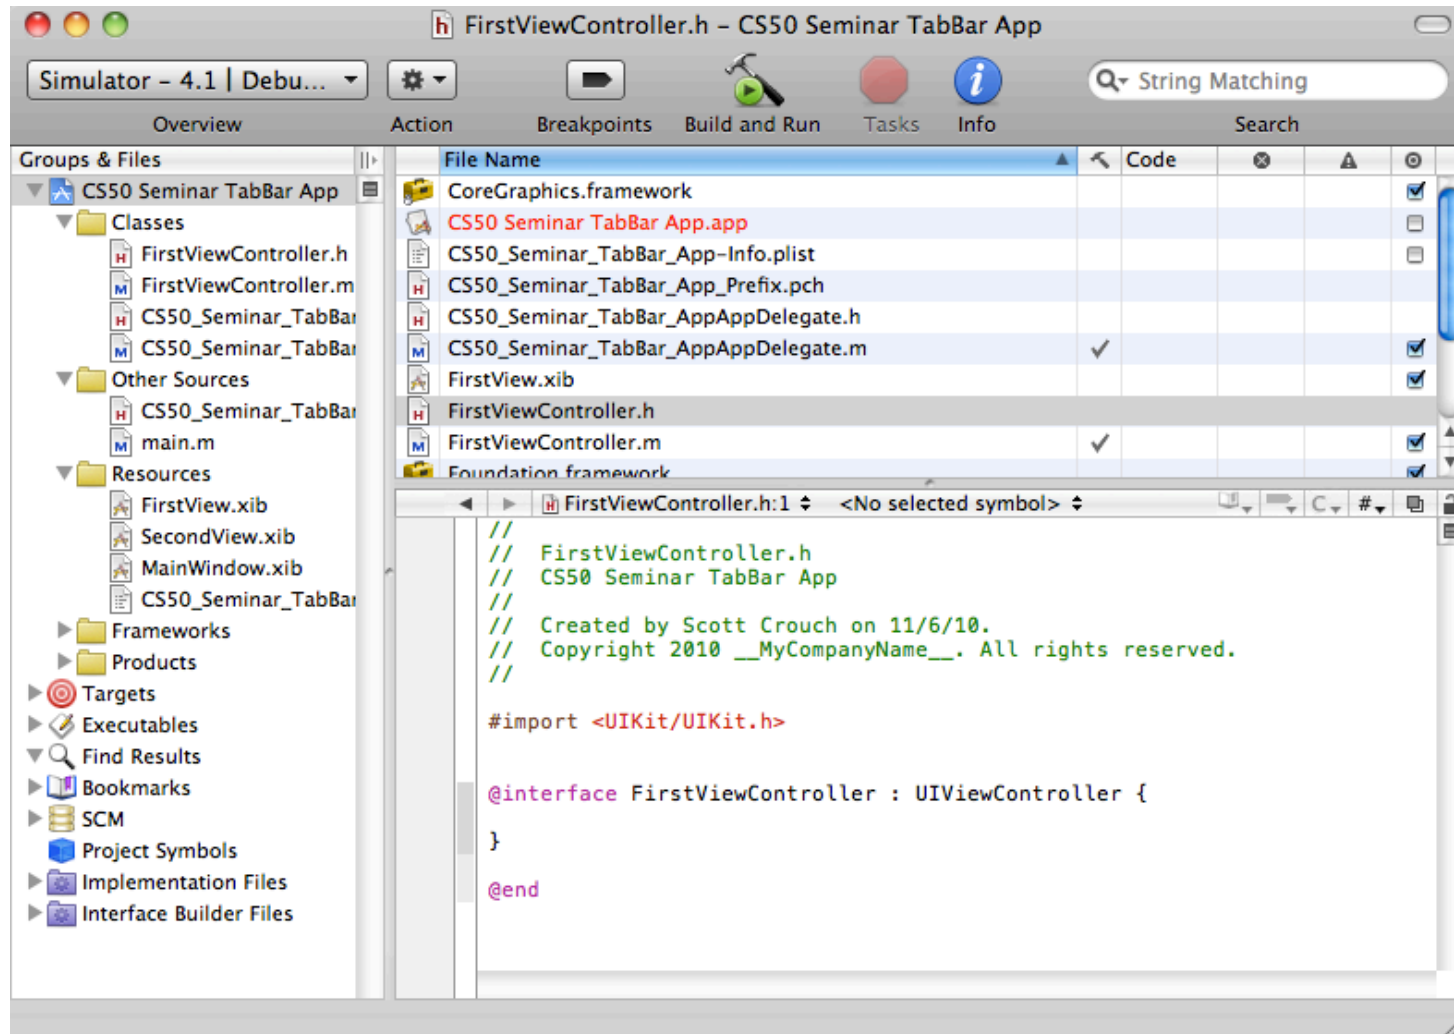 FirstViewController.h – CS50 Seminar TabBar App
Simulator – 4.1 | Debu...
String Matching
Overview
Action
Breakpoints
Build and Run
Tasks
Info
Search
Groups & Files
CS50 Seminar TabBar App
Classes
FirstViewController.h
FirstViewController.m
CS50_Seminar_TabBar
CS50_Seminar_TabBar
Other Sources
CS50_Seminar_TabBar
main.m
Resources
FirstView.xib
SecondView.xib
MainWindow.xib
CS50_Seminar_TabBar
Frameworks
Products
Targets
Executables
Find Results
Bookmarks
SCM
Project Symbols
Implementation Files
Interface Builder Files
File Name
Code
CoreGraphics.framework
CS50 Seminar TabBar App.app
CS50_Seminar_TabBar_App-Info.plist
CS50_Seminar_TabBar_App_Prefix.pch
CS50_Seminar_TabBar_AppAppDelegate.h
CS50_Seminar_TabBar_AppAppDelegate.m
FirstView.xib
FirstViewController.h
FirstViewController.m
Foundation.framework
FirstViewController.h:1 <No selected symbol> C #
//
//  FirstViewController.h
//  CS50 Seminar TabBar App
//
//  Created by Scott Crouch on 11/6/10.
//  Copyright 2010 __MyCompanyName__. All rights reserved.
//
#import <UIKit/UIKit.h>
@interface FirstViewController : UIViewController {
}
@end